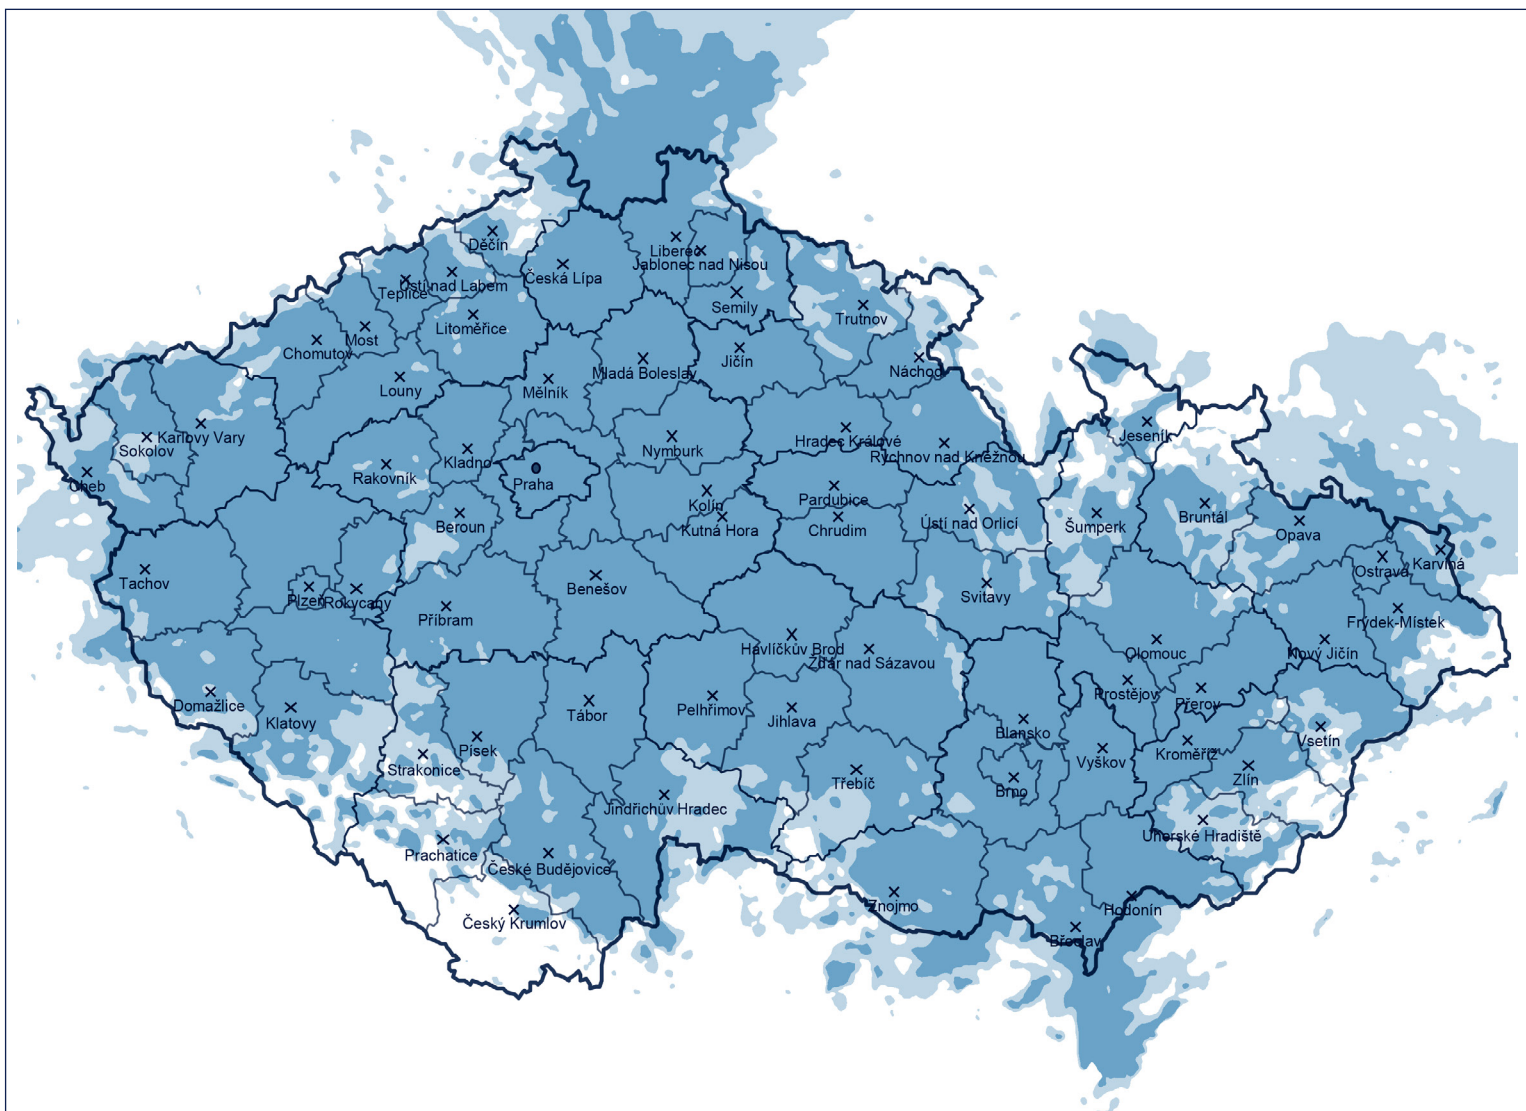 Děčín
Liberec
Jablonec nad Nisou
Česká Lípa
Ústí nad Labem
Teplice
Semily
Trutnov
Litoměřice
Most
Chomutov
Jičín
Náchod
Mladá Boleslav
Louny
Mělník
Jeseník
Karlovy Vary
Sokolov
Hradec Králové
Nymburk
Rychnov nad Kněžnou
Kladno
Rakovník
Praha
Cheb
Pardubice
Kolín
Bruntál
Beroun
Kutná Hora
Chrudim
Ústí nad Orlicí
Šumperk
Opava
Karviná
Ostrava
Tachov
Benešov
Svitavy
Plzeň
Rokycany
Příbram
Frýdek-Místek
Havlíčkův Brod
Žďár nad Sázavou
Olomouc
Nový Jičín
Prostějov
Přerov
Domažlice
Klatovy
Tábor
Pelhřimov
Jihlava
Blansko
Vsetín
Písek
Strakonice
Vyškov
Kroměříž
Zlín
Třebíč
Brno
Jindřichův Hradec
Uherské Hradiště
Prachatice
České Budějovice
Znojmo
Hodonín
Český Krumlov
Břeclav